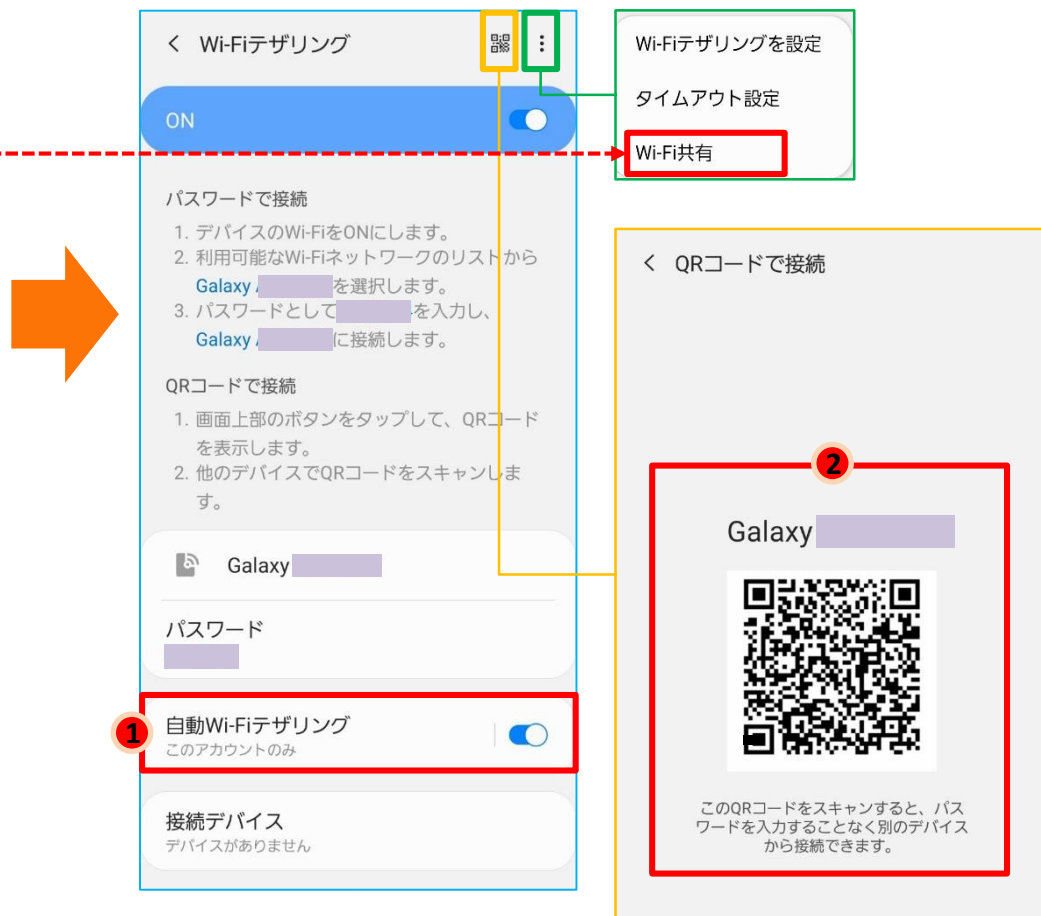 Wi-Fiテザリング
ON
パスワードで接続
1. デバイスのWi-FiをONにします。
2. 利用可能なWi-Fiネットワークのリストから
Galaxy を選択します。
3. パスワードとして を入力し、
Galaxy に接続します。
QRコードで接続
1. 画面上部のボタンをタップして、QRコード
を表示します。
2. 他のデバイスでQRコードをスキャンしま
す。
Galaxy
パスワード
1
自動Wi-Fiテザリング
このアカウントのみ
接続デバイス
デバイスがありません
Wi-Fiテザリングを設定
タイムアウト設定
Wi-Fi共有
QRコードで接続
2
Galaxy
このQRコードをスキャンすると、パス
ワードを入力することなく別のデバイス
から接続できます。